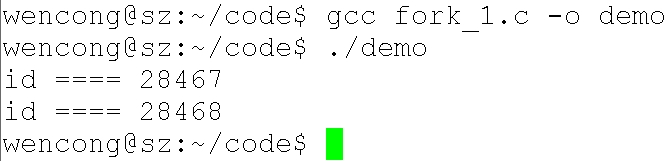 wencong@sz:~/code$ gcc fork_1.c -o demo
wencong@sz:~/code$ ./demo
id ==== 28467
id ==== 28468
wencong@sz:~/code$